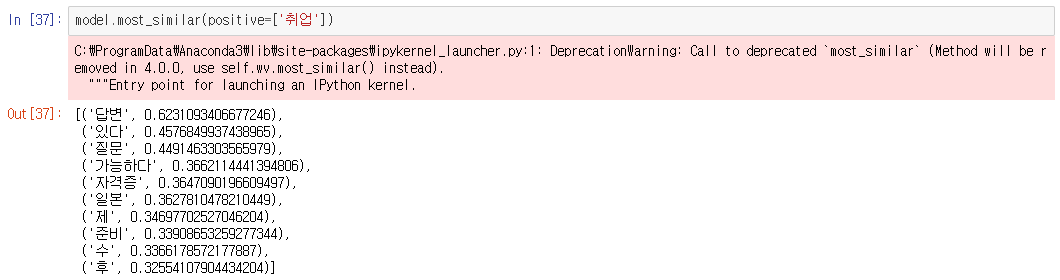 In [37]: model.most_similar(positive=['취업'])
C:\ProgramData\Anaconda3\lib\site-packages\ipykernel_launcher.py:1: DeprecationWarning: Call to deprecated `most_similar` (Method will be r
emoved in 4.0.0, use self.wv.most_similar() instead).
"""Entry point for launching an IPython kernel.
Out[37]: [('답변', 0.6231093406677246),
('있다', 0.4576849937438965),
('질문', 0.4491463303565979),
('가능하다', 0.3662114441394806),
('자격증', 0.3647090196609497),
('일본', 0.3627810478210449),
('제', 0.34697702527046204),
('준비', 0.33908653259277344),
('수', 0.3366178572177887),
('후', 0.32554107904434204)]